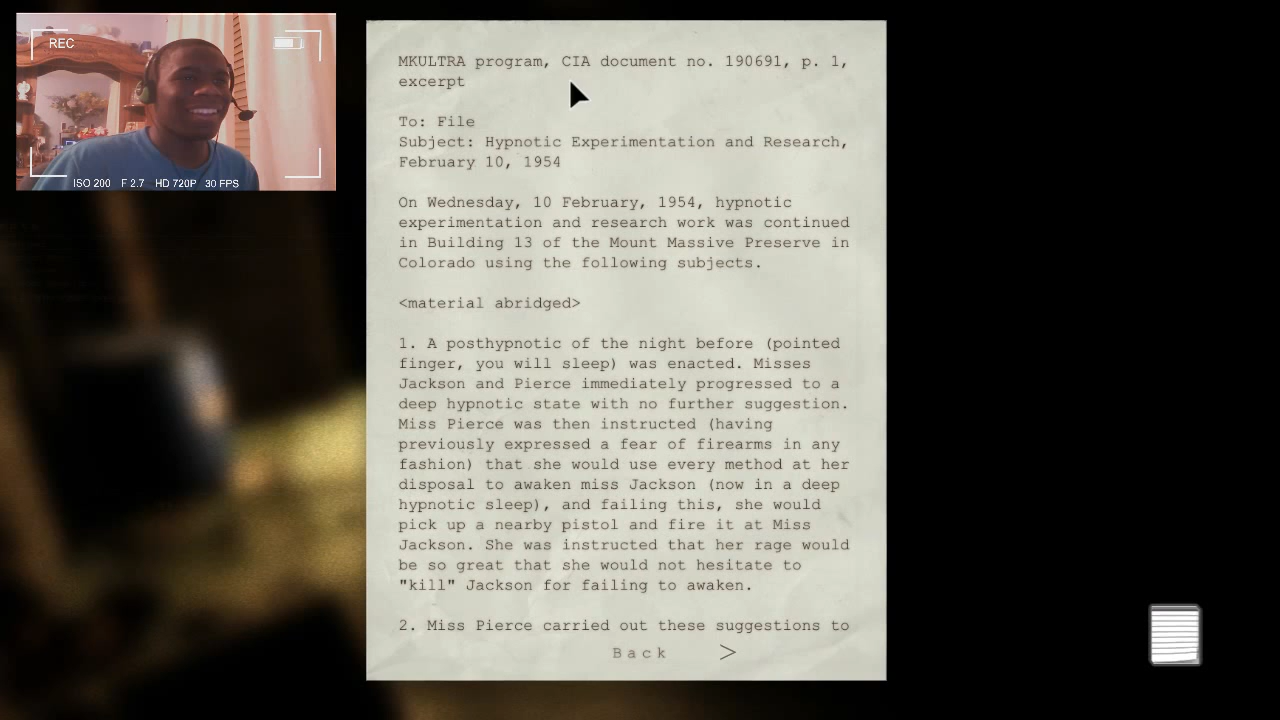 REC
ISO 200 F 2.7 HD 720P 30 FPS
MKULTRA program, CIA document no. 190691, p. 1,
excerpt
To: File
Subject: Hypnotic Experimentation and Research,
February 10, 1954
On Wednesday, 10 February, 1954, hypnotic
experimentation and research work was continued
in Building 13 of the Mount Massive Preserve in
Colorado using the following subjects.
<material abridged>
1. A posthypnotic of the night before (pointed
finger, you will sleep) was enacted. Misses
Jackson and Pierce immediately progressed to a
deep hypnotic state with no further suggestion.
Miss Pierce was then instructed (having
previously expressed a fear of firearms in any
fashion) that she would use every method at her
disposal to awaken miss Jackson (now in a deep
hypnotic sleep), and failing this, she would
pick up a nearby pistol and fire it at Miss
Jackson. She was instructed that her rage would
be so great that she would not hesitate to
"kill" Jackson for failing to awaken.
2. Miss Pierce carried out these suggestions to
Back >